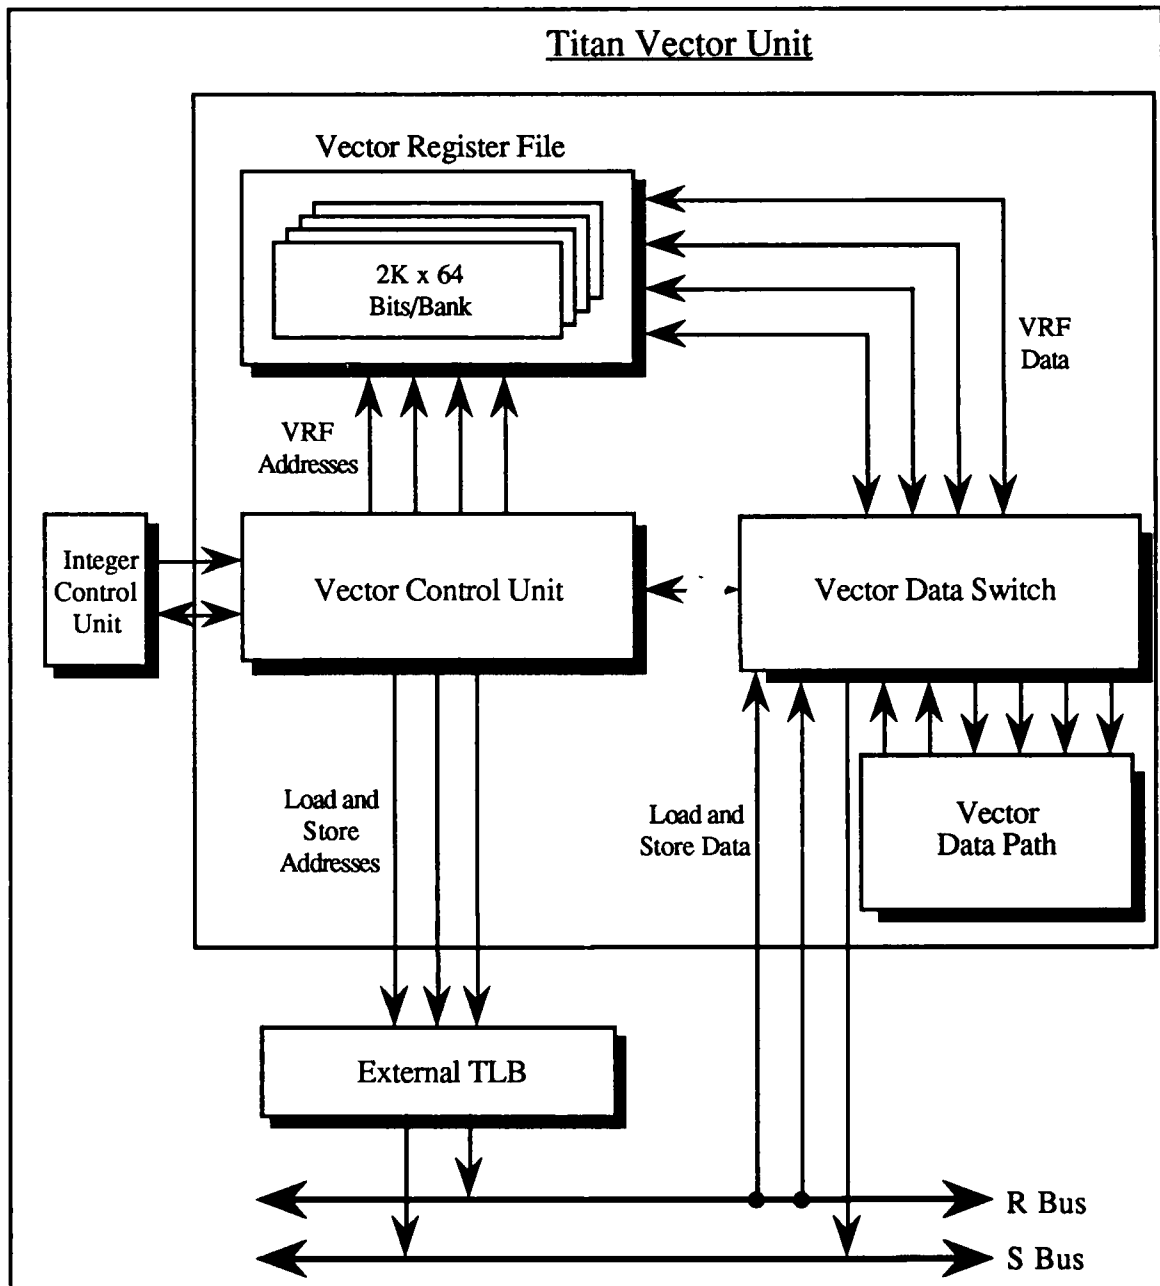 Titan Vector Unit
Vector Register File
2K x 64
Bits/Bank
VRF
Data
VRF
Addresses
Integer
Control
Unit
Vector Control Unit
Vector Data Switch
Load and
Store
Addresses
Load and
Store Data
Vector
Data Path
External TLB
R Bus
S Bus